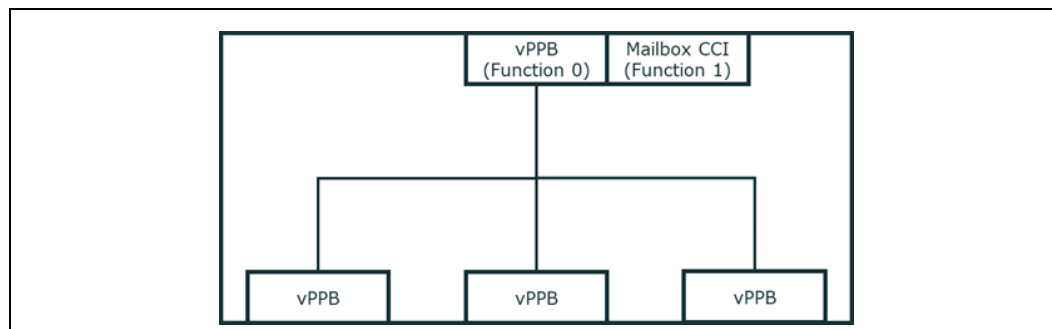 vPPB
(Function 0)
Mailbox CCI
(Function 1)
vPPB
vPPB
vPPB